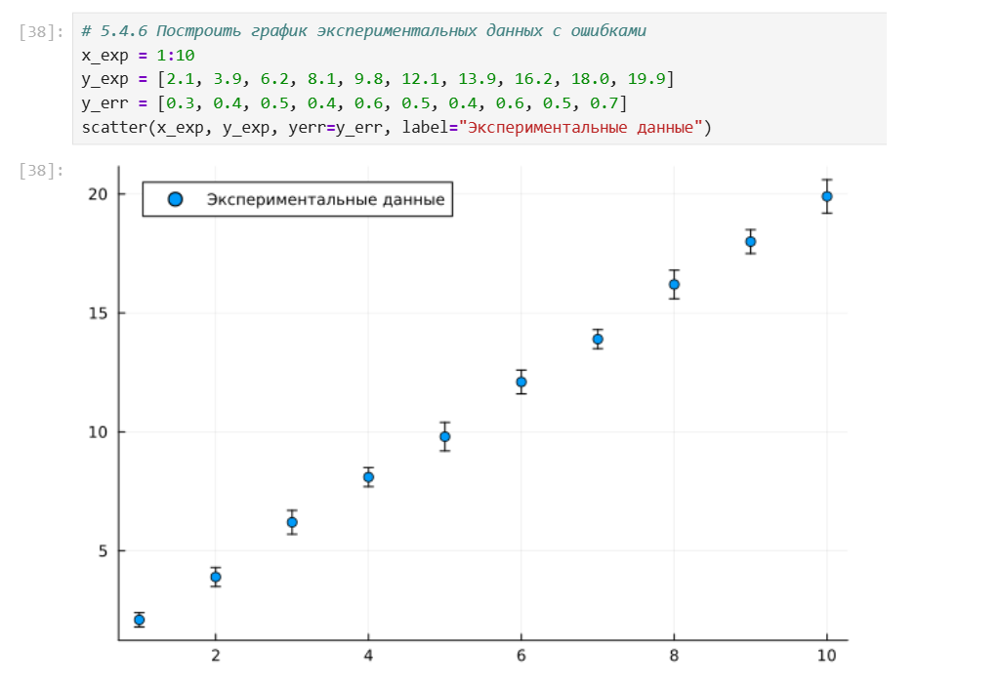 [38]: # 5.4.6 Построить график экспериментальных данных с ошибками
x_exp = 1:10
y_exp = [2.1, 3.9, 6.2, 8.1, 9.8, 12.1, 13.9, 16.2, 18.0, 19.9]
y_err = [0.3, 0.4, 0.5, 0.4, 0.6, 0.5, 0.4, 0.6, 0.5, 0.7]
scatter(x_exp, y_exp, yerr=y_err, label="Экспериментальные данные")
[38]:
Экспериментальные данные
20
15
10
5
2 4 6 8 10